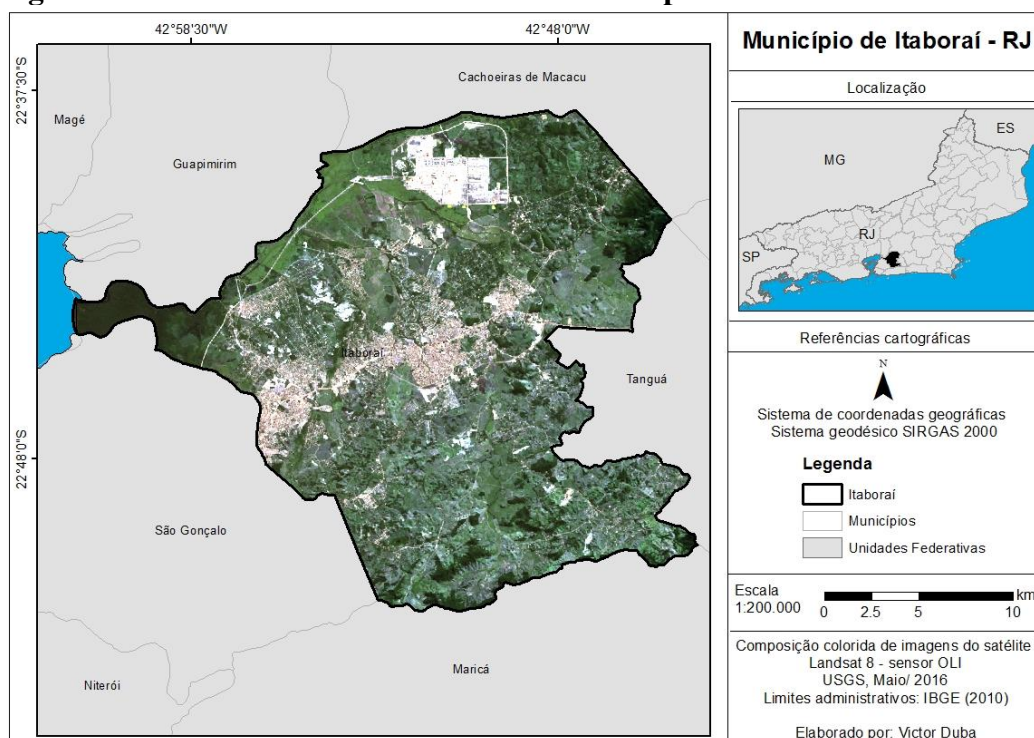 42°58'30"W
42°48'0"W
22°37'30"S
22°48'0"S
Cachoeiras de Macacu
Magé
Guapimirim
Itaboraí
Tanguá
São Gonçalo
Maricá
Niterói
Município de Itaboraí - RJ
Localização
ES
MG
RJ
SP
Referências cartográficas
N
Sistema de coordenadas geográficas
Sistema geodésico SIRGAS 2000
Legenda
Itaboraí
Municípios
Unidades Federativas
Escala
1:200.000
km
0 2.5 5 10
Composição colorida de imagens do satélite
Landsat 8 - sensor OLI
USGS, Maio/ 2016
Limites administrativos: IBGE (2010)
Elaborado por: Victor Duba